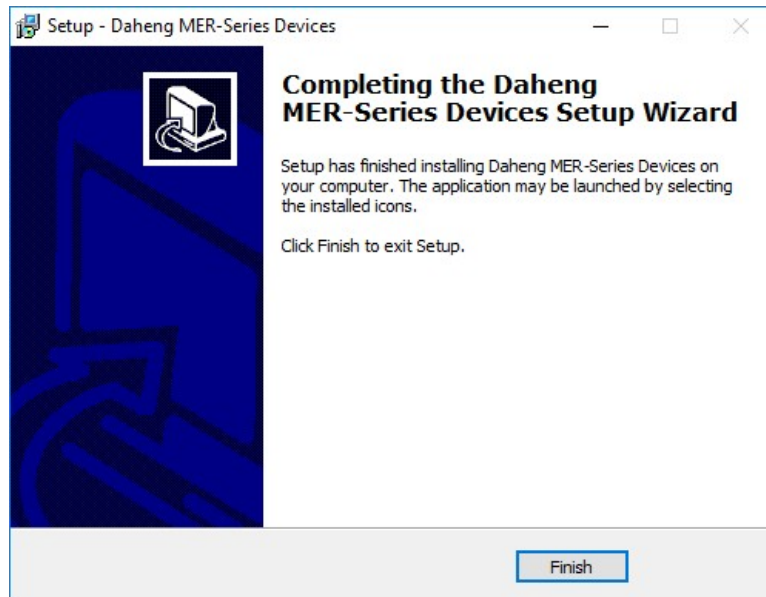 Setup - Daheng MER-Series Devices
Completing the Daheng
MER-Series Devices Setup Wizard
Setup has finished installing Daheng MER-Series Devices on
your computer. The application may be launched by selecting
the installed icons.
Click Finish to exit Setup.
Finish